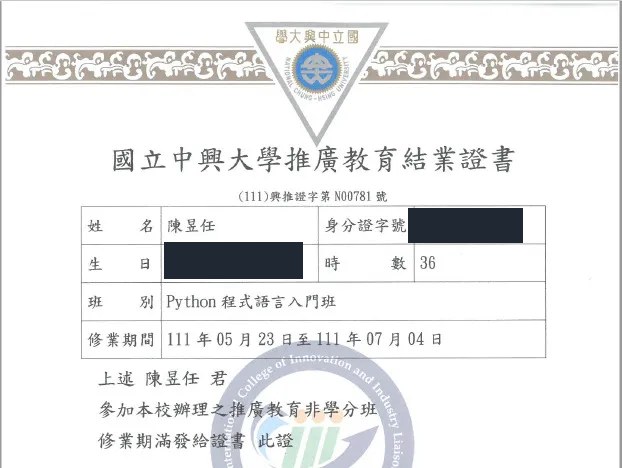 國立中興大學
NATIONAL CHUNG-HSING UNIVERSITY
國立中興大學推廣教育結業證書
(111)興推證字第N00781號
姓 名 陳昱任 身分證字號
生 日 時 數 36
班 別 Python 程式語言入門班
修業期間 111 年 05 月 23 日至 111 年 07 月 04 日
上述 陳昱任 君
參加本校辦理之推廣教育非學分班
修業期滿發給證書 此證
International College of Innovation and Industry Liaison